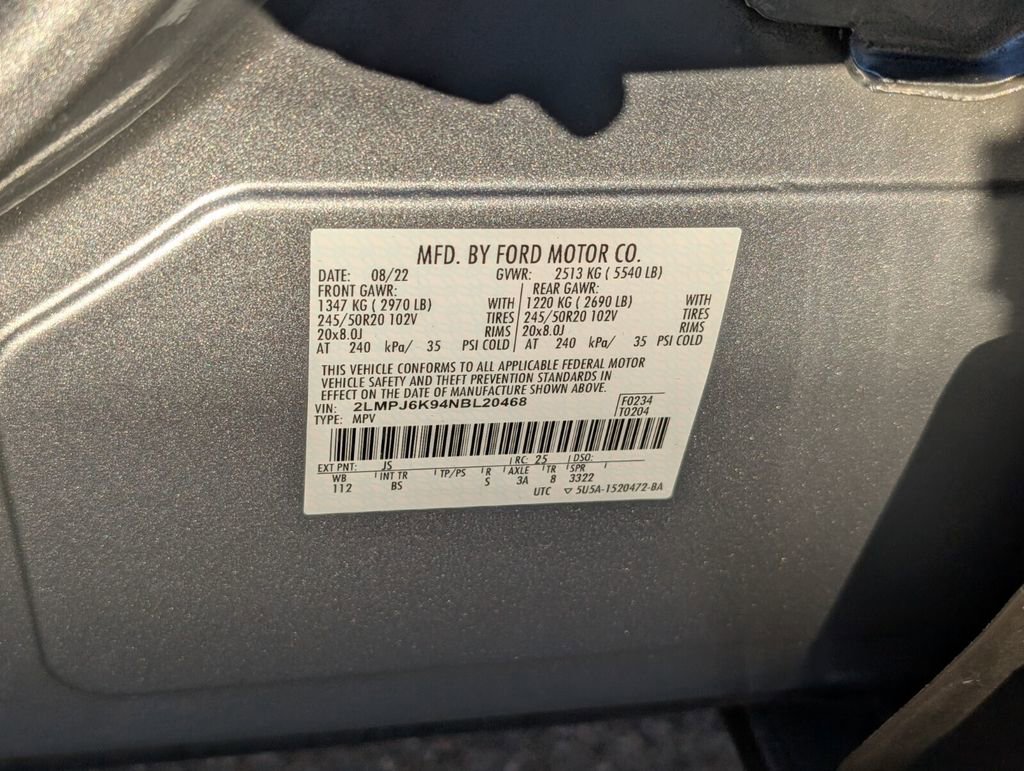 MFD. BY FORD MOTOR CO.
DATE: 08/22 GVWR: 2513 KG ( 5540 LB)
FRONT GAWR: REAR GAWR:
1347 KG ( 2970 LB) WITH 1220 KG ( 2690 LB) WITH
245/50R20 102V TIRES 245/50R20 102V TIRES
20x8.0J RIMS 20x8.0J RIMS
AT 240 kPa/ 35 PSI COLD AT 240 kPa/ 35 PSI COLD
THIS VEHICLE CONFORMS TO ALL APPLICABLE FEDERAL MOTOR
VEHICLE SAFETY AND THEFT PREVENTION STANDARDS IN
EFFECT ON THE DATE OF MANUFACTURE SHOWN ABOVE.
VIN: 2LMPJ6K94NBL20468 F0234
TYPE: MPV T0204
EXT PNT: JS RC: 25 DSO:
WB INT TR TP/PS R AXLE TR SPR
112 BS S 3A 8 3322
UTC ▽ 5U5A-1520472-BA